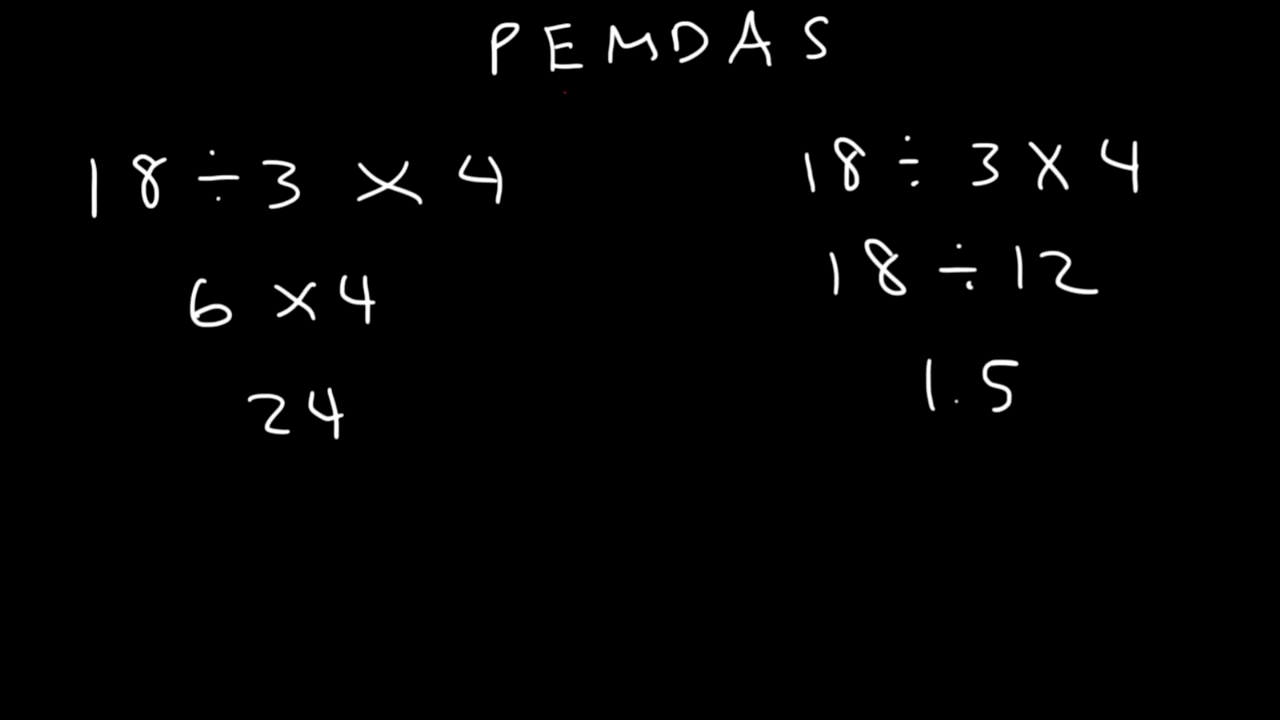 PEMDAS
18 ÷ 3 × 4
6 × 4
24
18 ÷ 3 × 4
18 ÷ 12
1.5